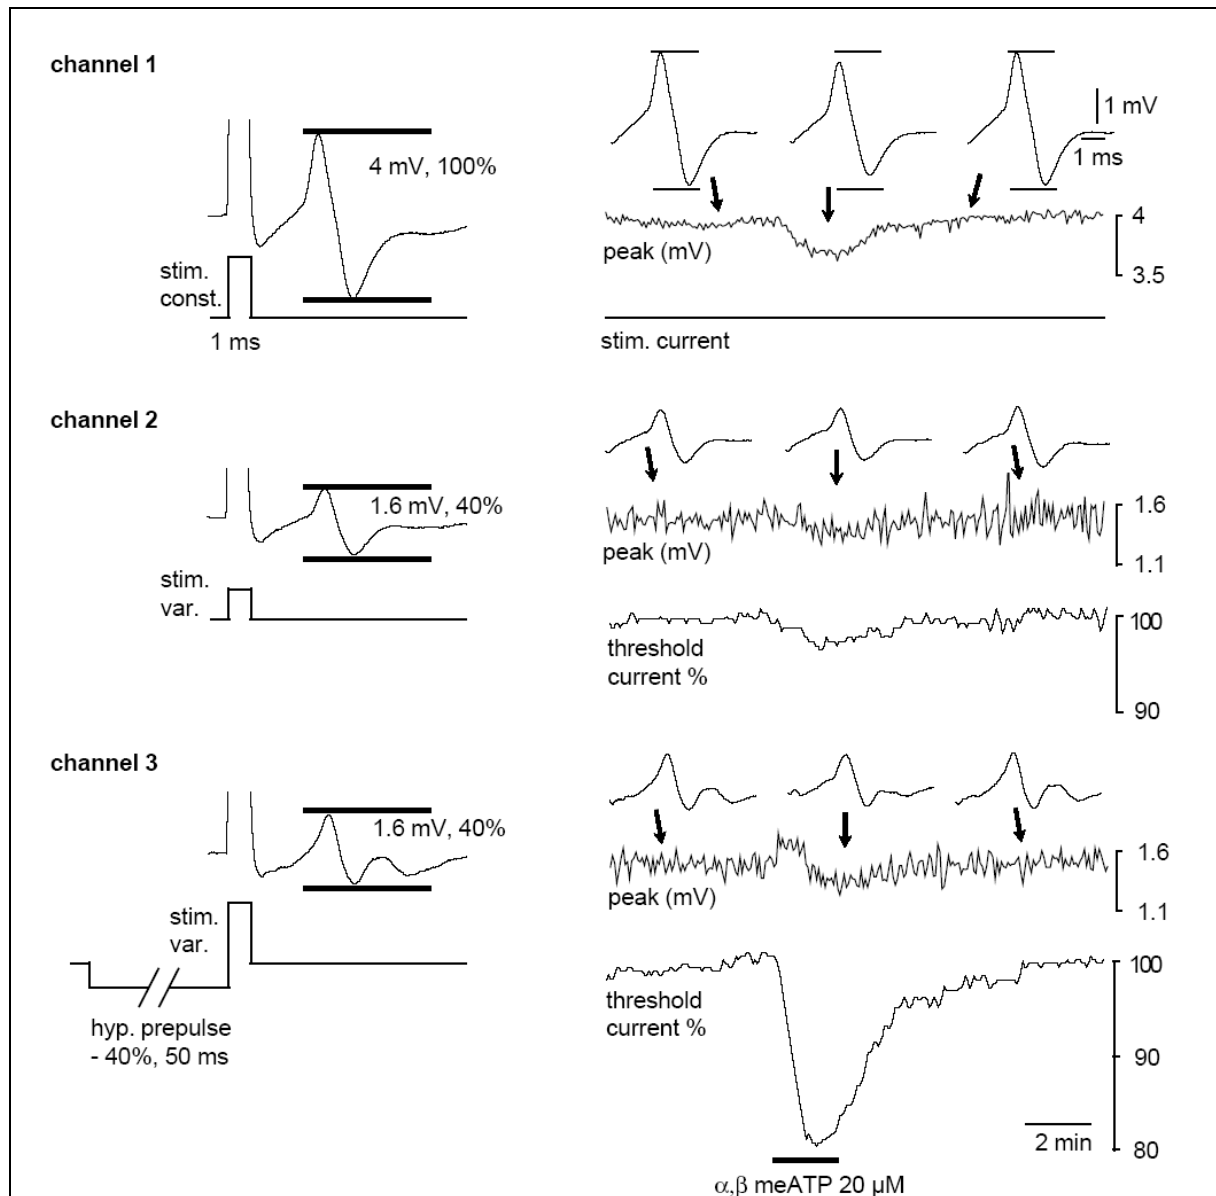 channel 1
4 mV, 100%
stim.
const.
1 ms
1 mV
1 ms
peak (mV)
4
3.5
stim. current
channel 2
1.6 mV, 40%
stim.
var.
peak (mV)
1.6
1.1
threshold
current %
100
90
channel 3
1.6 mV, 40%
stim.
var.
hyp. prepulse
- 40%, 50 ms
peak (mV)
1.6
1.1
threshold
current %
100
90
80
2 min
α,β meATP 20 µM